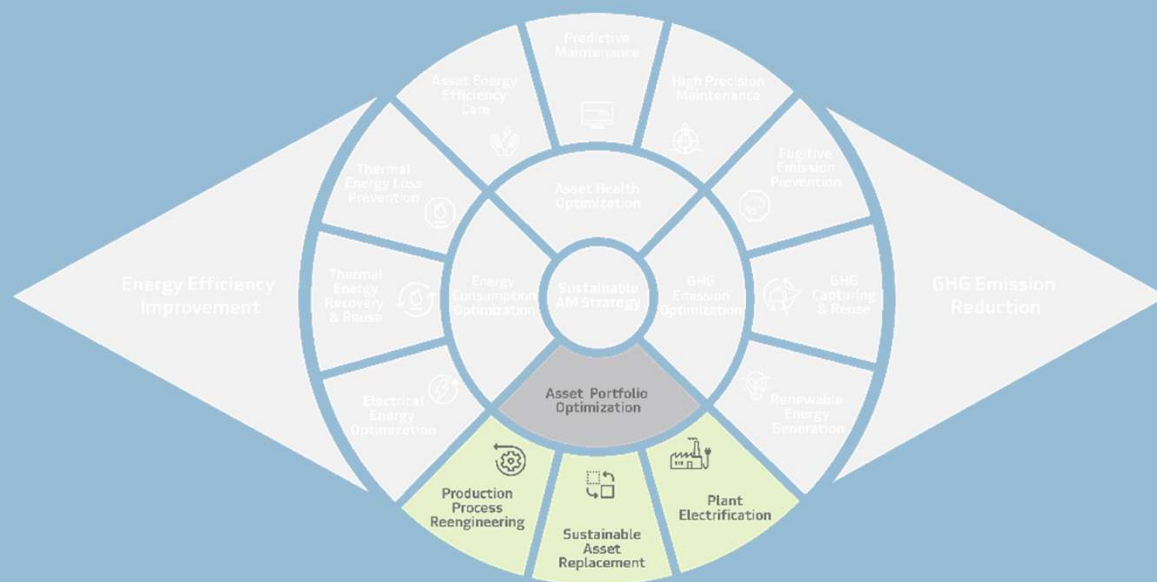 Predictive
Maintenance
Asset Energy
Efficiency
Care
High Precision
Maintenance
Thermal
Energy Loss
Prevention
Fugitive
Emission
Prevention
Asset Health
Optimization
Energy Efficiency
Improvement
Thermal
Energy
Recovery
& Reuse
Energy
Consumption
Optimization
Sustainable
AM Strategy
GHG
Emission
Optimization
GHG
Capturing
& Reuse
GHG Emission
Reduction
Electrical
Energy
Optimization
Asset Portfolio
Optimization
Renewable
Energy
Generation
Production
Process
Reengineering
Sustainable
Asset
Replacement
Plant
Electrification